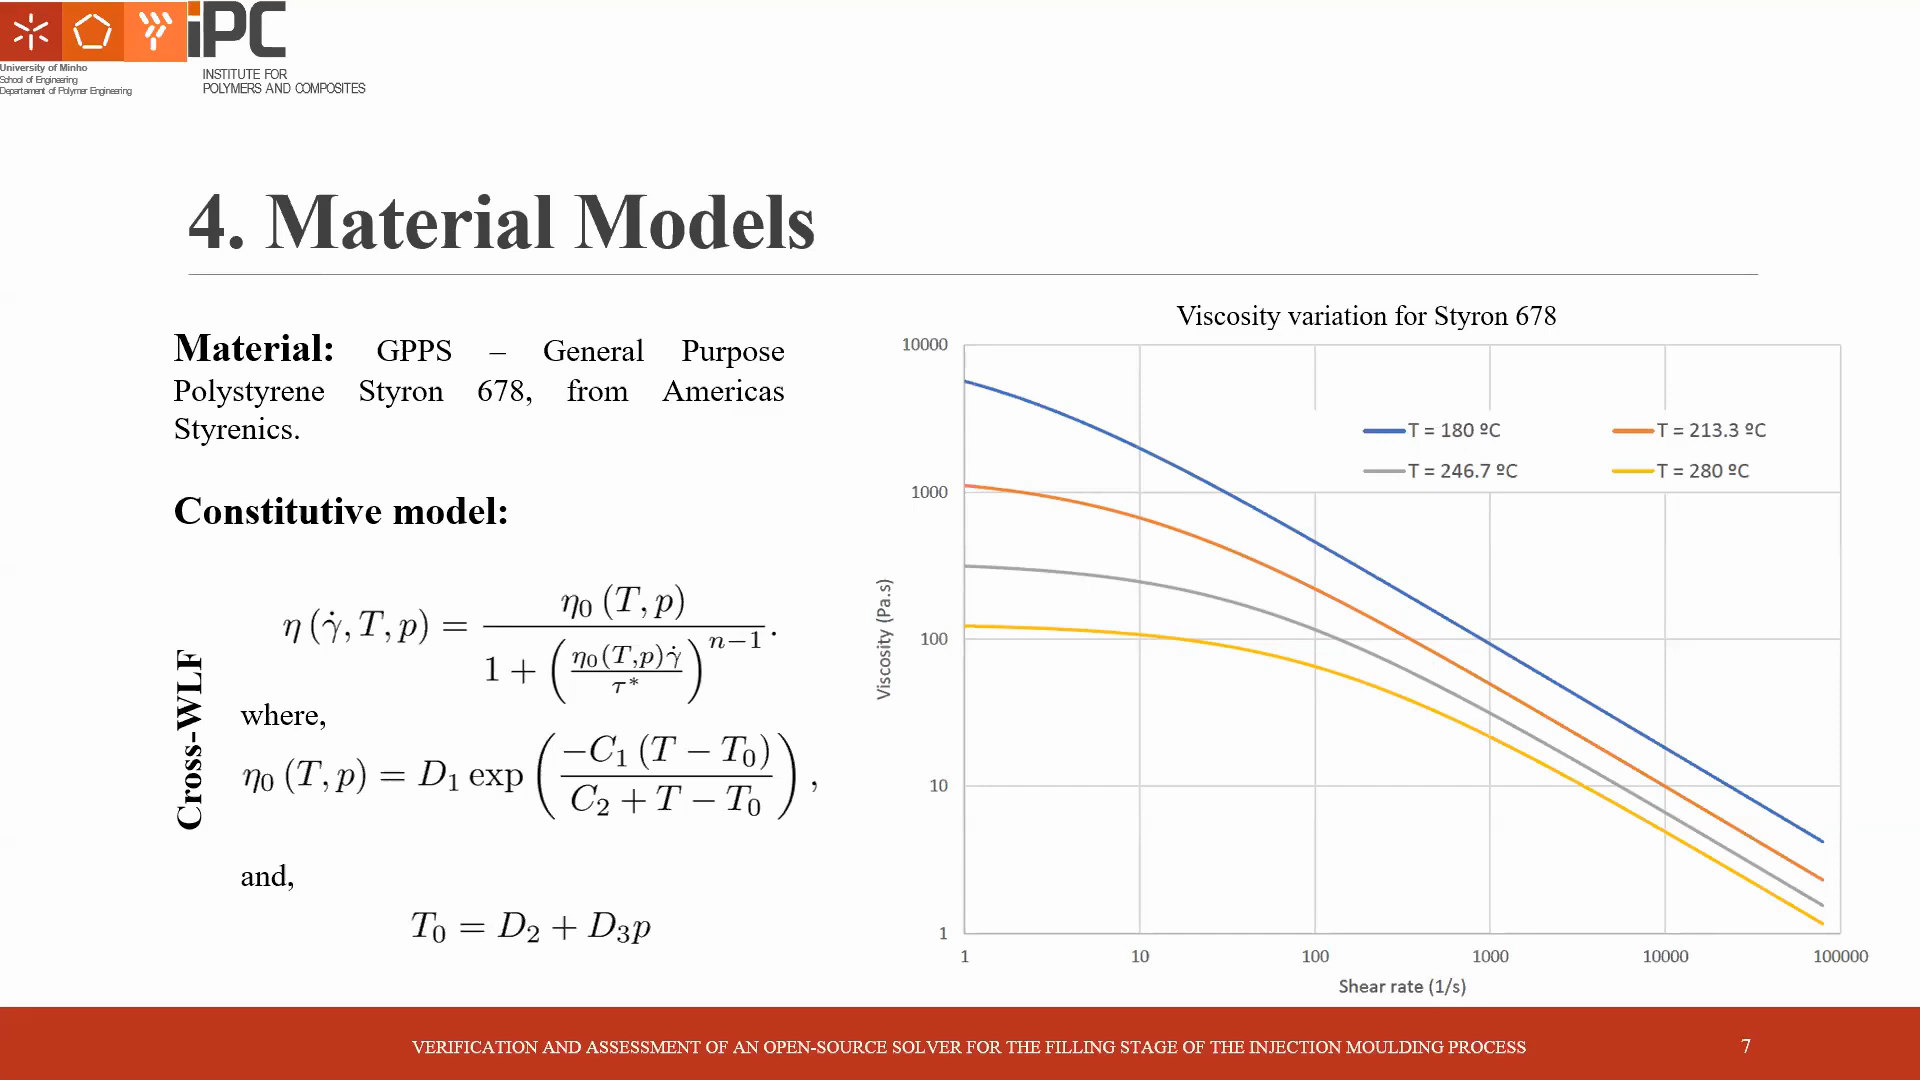 iPC
University of Minho
School of Engineering
Departament of Polymer Engineering
INSTITUTE FOR
POLYMERS AND COMPOSITES
4. Material Models
Material: GPPS – General Purpose
Polystyrene Styron 678, from Americas
Styrenics.
Constitutive model:
Cross-WLF
η (γ̇, T, p) = η₀ (T, p) / (1 + (η₀(T,p)γ̇ / τ*)^(n−1)).
where,
η₀ (T, p) = D₁ exp (−C₁ (T − T₀) / (C₂ + T − T₀)),
and,
T₀ = D₂ + D₃p
Viscosity variation for Styron 678
10000
1000
100
10
1
Viscosity (Pa.s)
T = 180 ºC
T = 213.3 ºC
T = 246.7 ºC
T = 280 ºC
1 10 100 1000 10000 100000
Shear rate (1/s)
VERIFICATION AND ASSESSMENT OF AN OPEN-SOURCE SOLVER FOR THE FILLING STAGE OF THE INJECTION MOULDING PROCESS
7